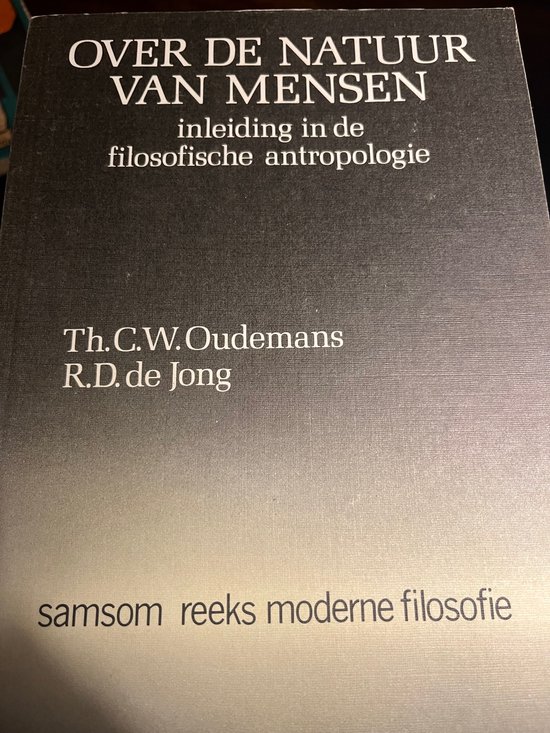 OVER DE NATUUR
VAN MENSEN
inleiding in de
filosofische antropologie
Th. C.W. Oudemans
R.D. de Jong
samsom reeks moderne filosofie